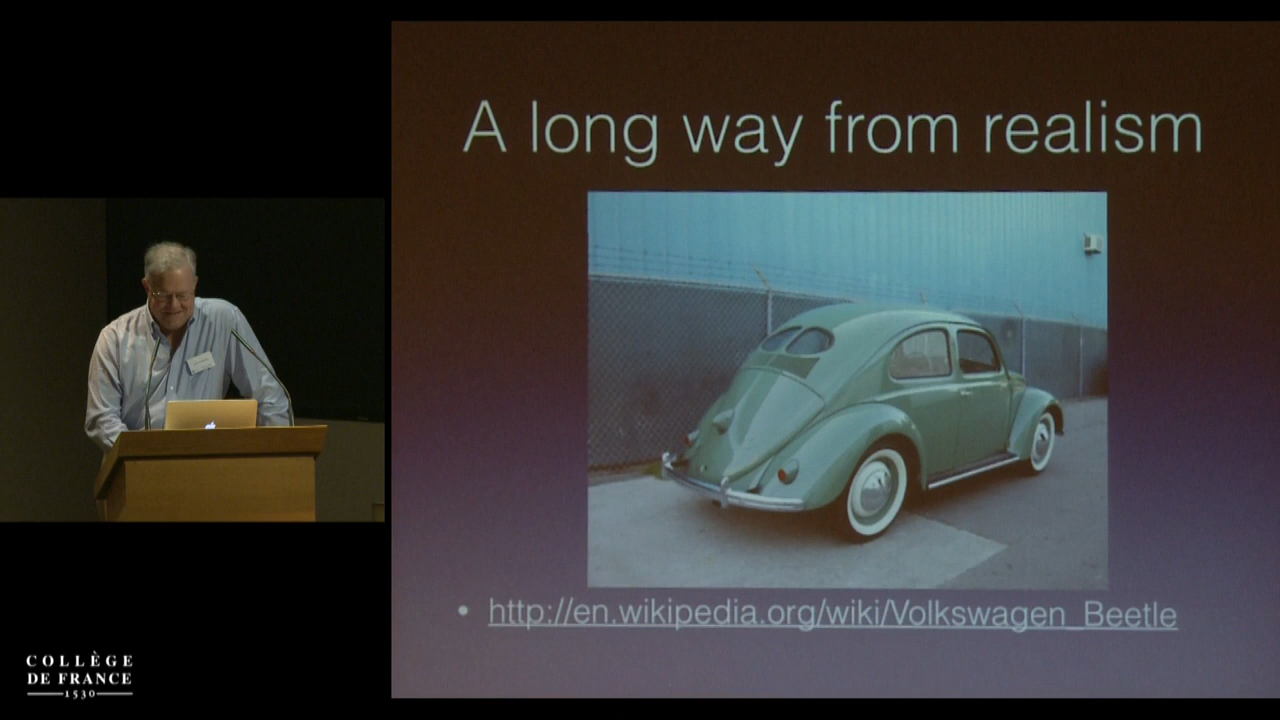 A long way from realism
• http://en.wikipedia.org/wiki/Volkswagen_Beetle
COLLÈGE
DE FRANCE
1530